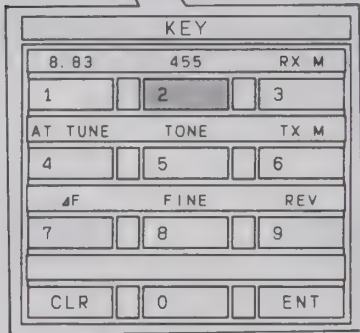 KEY
8.83 455 RX M
1 2 3
AT TUNE TONE TX M
4 5 6
⊿F FINE REV
7 8 9
CLR 0 ENT